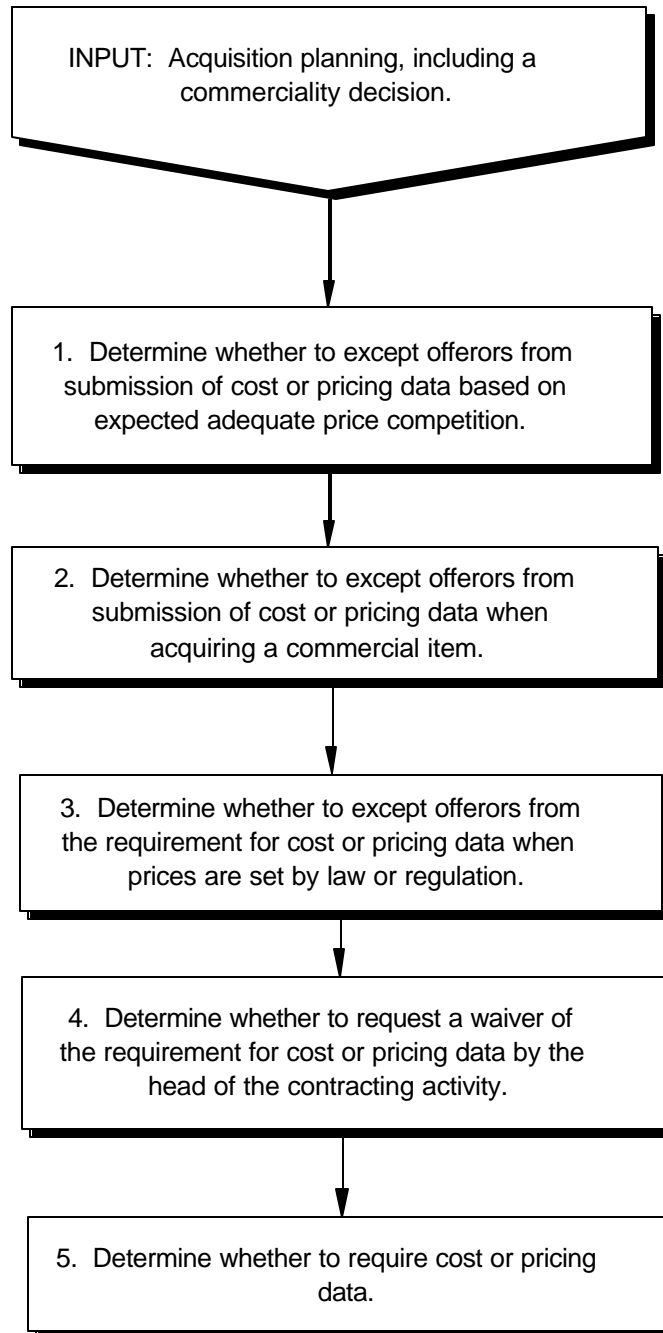 INPUT: Acquisition planning, including a
commerciality decision.
1. Determine whether to except offerors from
submission of cost or pricing data based on
expected adequate price competition.
2. Determine whether to except offerors from
submission of cost or pricing data when
acquiring a commercial item.
3. Determine whether to except offerors from
the requirement for cost or pricing data when
prices are set by law or regulation.
4. Determine whether to request a waiver of
the requirement for cost or pricing data by the
head of the contracting activity.
5. Determine whether to require cost or pricing
data.